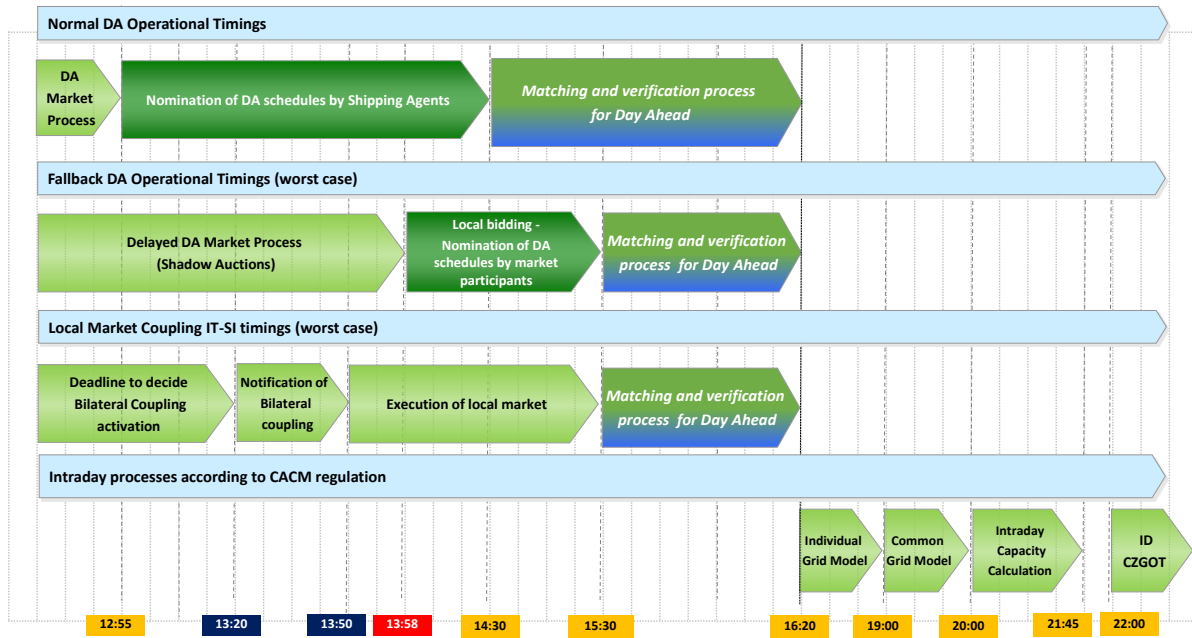 Normal DA Operational Timings
DA
Market
Process
Nomination of DA schedules by Shipping Agents
Matching and verification process
for Day Ahead
Fallback DA Operational Timings (worst case)
Delayed DA Market Process
(Shadow Auctions)
Local bidding -
Nomination of DA
schedules by market
participants
Matching and verification
process for Day Ahead
Local Market Coupling IT-SI timings (worst case)
Deadline to decide
Bilateral Coupling
activation
Notification of
Bilateral
coupling
Execution of local market
Matching and verification
process for Day Ahead
Intraday processes according to CACM regulation
Individual
Grid Model
Common
Grid Model
Intraday
Capacity
Calculation
ID
CZGOT
12:55
13:20
13:50
13:58
14:30
15:30
16:20
19:00
20:00
21:45
22:00